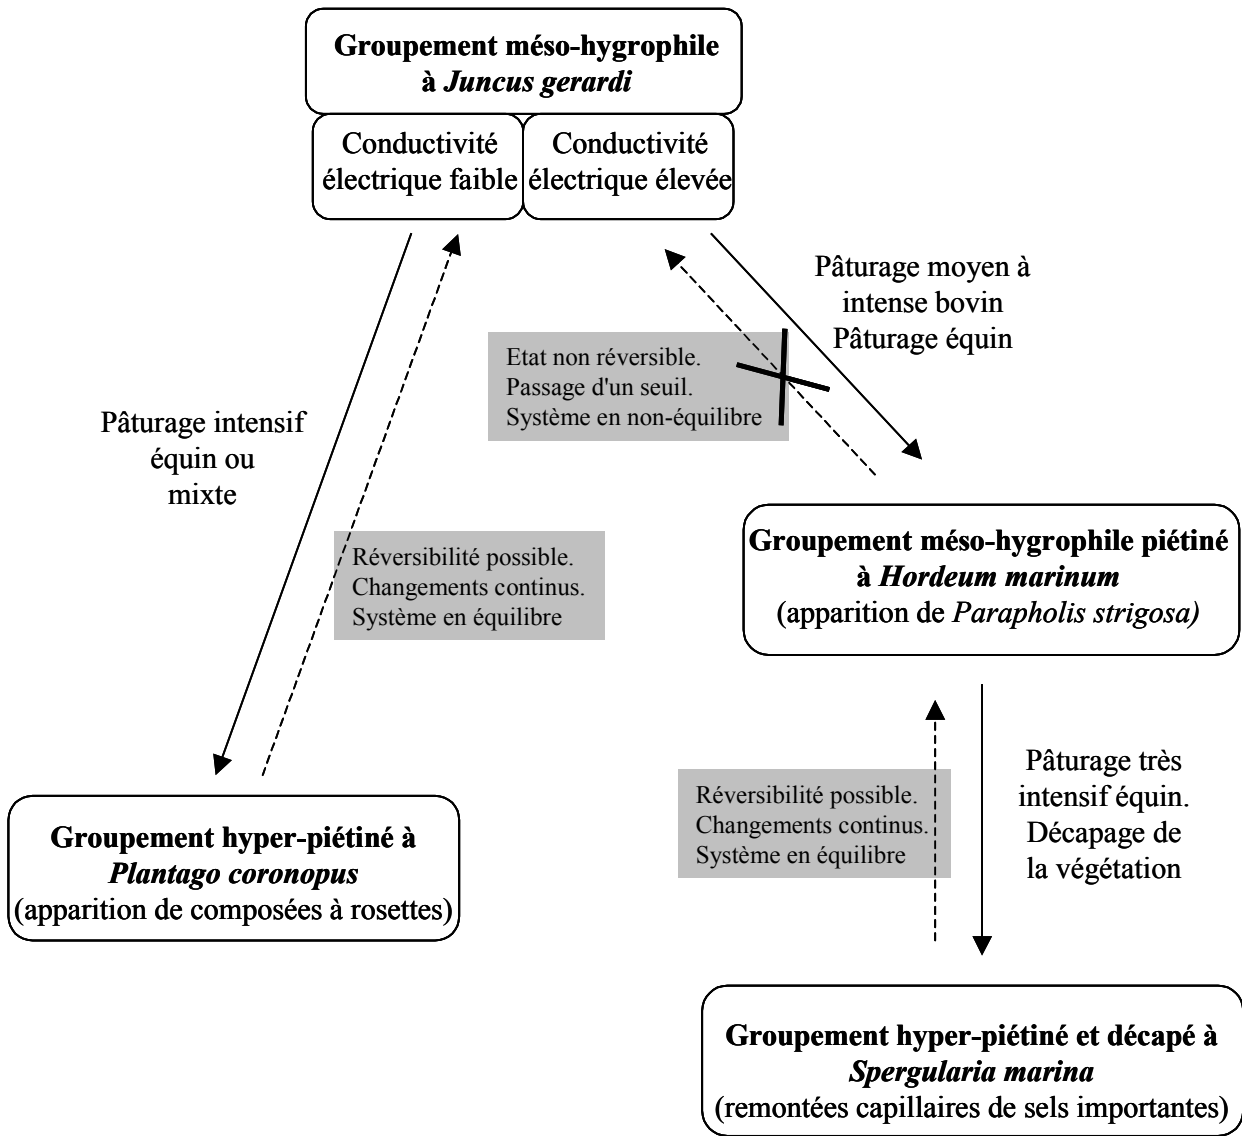 Groupement méso-hygrophile
à Juncus gerardi
Conductivité
électrique faible
Conductivité
électrique élevée
Pâturage moyen à
intense bovin
Pâturage équin
Etat non réversible.
Passage d'un seuil.
Système en non-équilibre
Pâturage intensif
équin ou
mixte
Réversibilité possible.
Changements continus.
Système en équilibre
Groupement méso-hygrophile piétiné
à Hordeum marinum
(apparition de Parapholis strigosa)
Pâturage très
intensif équin.
Décapage de
la végétation
Réversibilité possible.
Changements continus.
Système en équilibre
Groupement hyper-piétiné à
Plantago coronopus
(apparition de composées à rosettes)
Groupement hyper-piétiné et décapé à
Spergularia marina
(remontées capillaires de sels importantes)